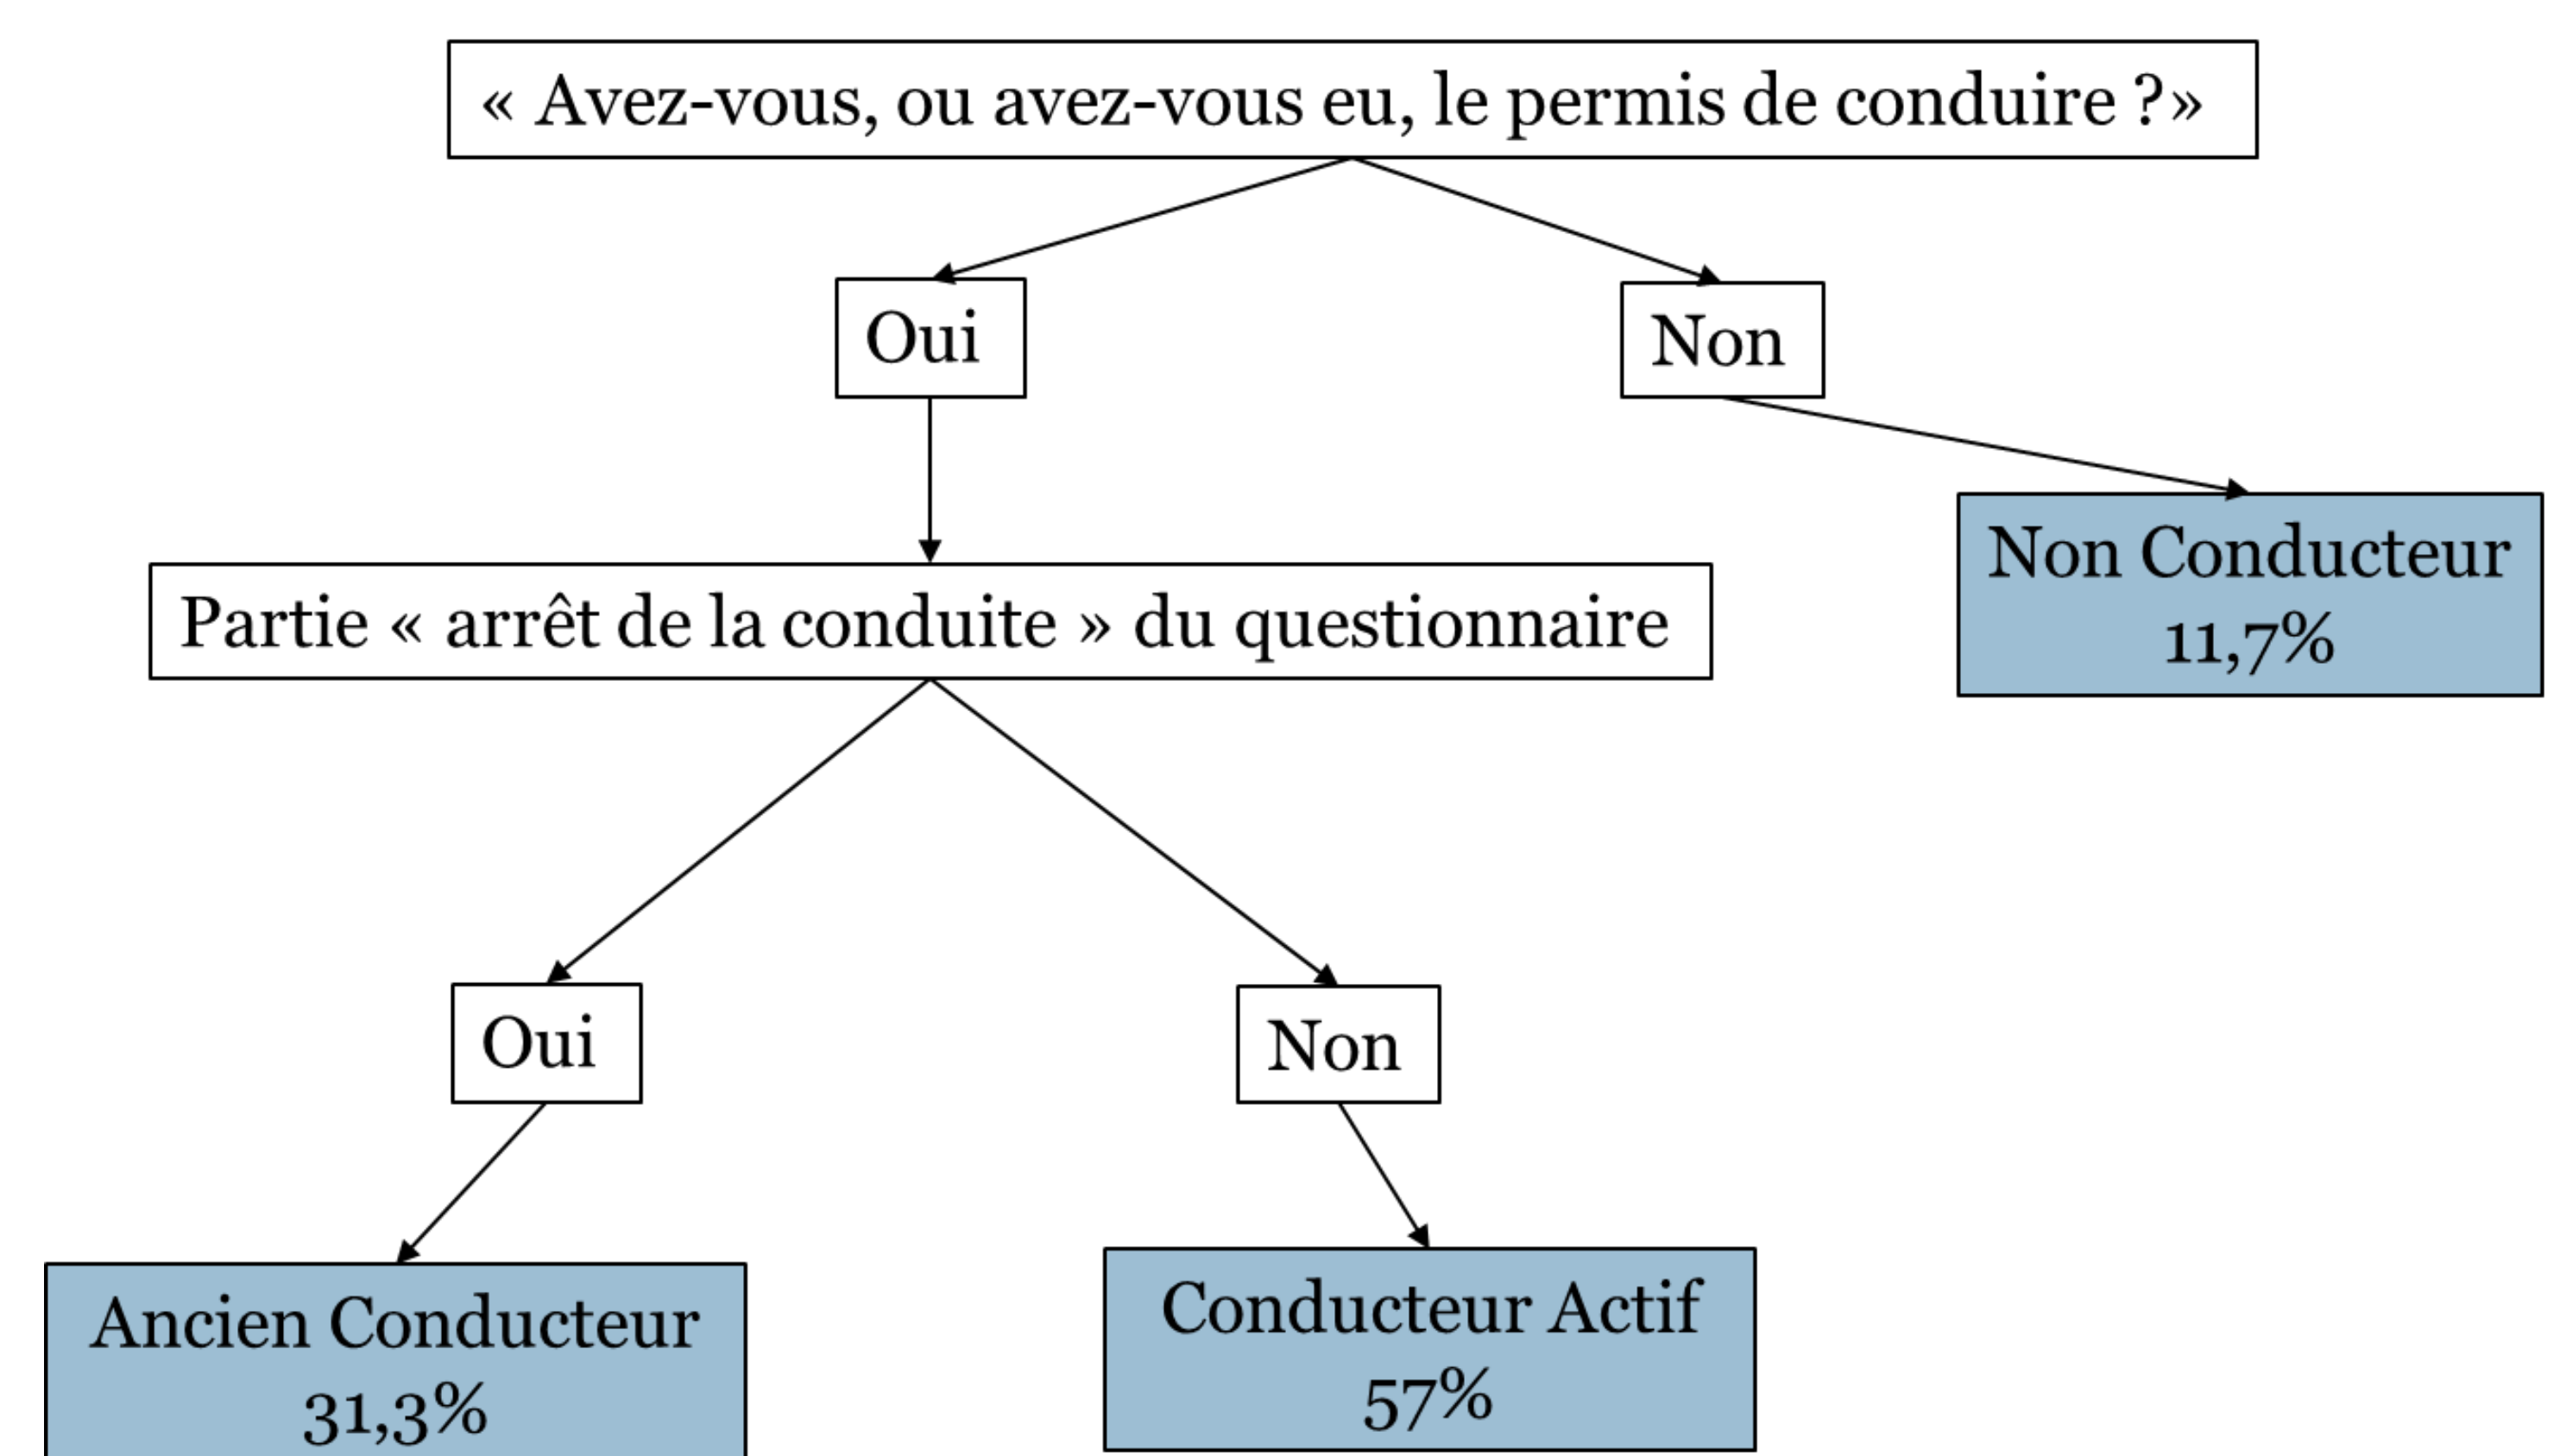 « Avez-vous, ou avez-vous eu, le permis de conduire ?»
Oui
Non
Non Conducteur
11,7%
Partie « arrêt de la conduite » du questionnaire
Oui
Non
Ancien Conducteur
31,3%
Conducteur Actif
57%